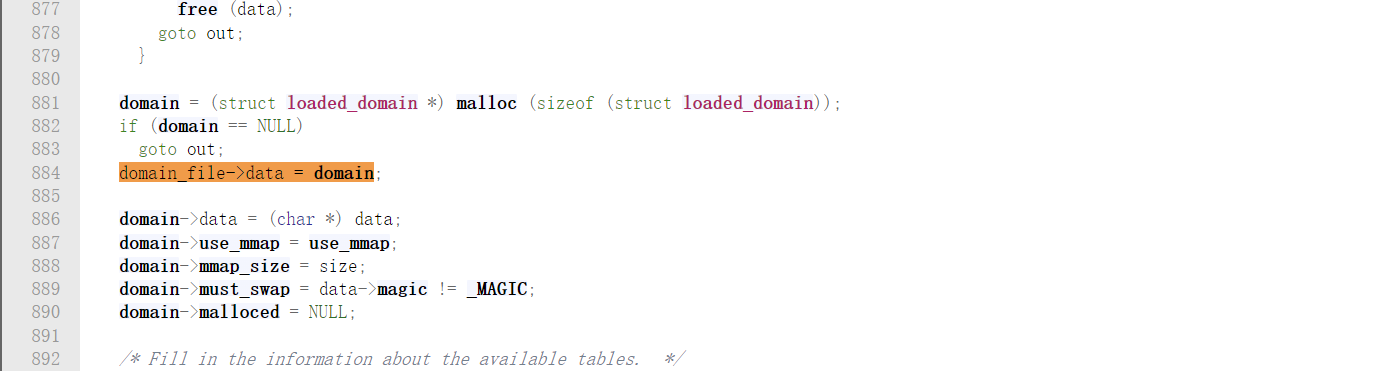 877 free (data);
878 goto out;
879 }
880
881 domain = (struct loaded_domain *) malloc (sizeof (struct loaded_domain));
882 if (domain == NULL)
883 goto out;
884 domain_file->data = domain;
885
886 domain->data = (char *) data;
887 domain->use_mmap = use_mmap;
888 domain->mmap_size = size;
889 domain->must_swap = data->magic != _MAGIC;
890 domain->malloced = NULL;
891
892 /* Fill in the information about the available tables.  */